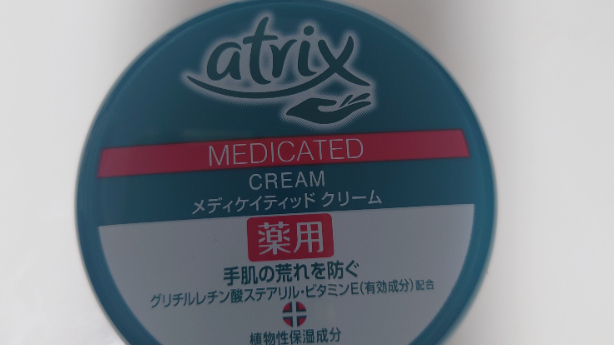 atrix
MEDICATED
CREAM
メディケイティッド クリーム
薬用
手肌の荒れを防ぐ
グリチルレチン酸ステアリル・ビタミンE(有効成分)配合
植物性保湿成分